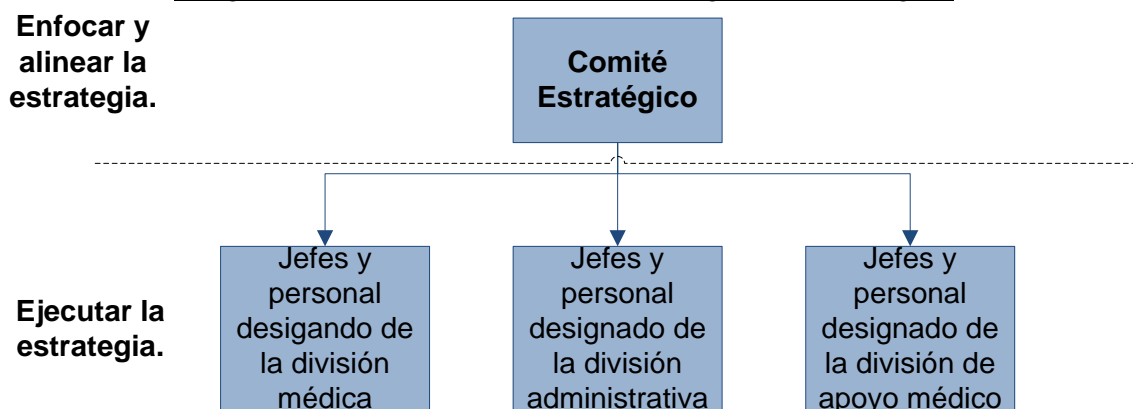 Enfocar y
alinear la
estrategia.
Comité
Estratégico
Ejecutar la
estrategia.
Jefes y
personal
desigando de
la división
médica
Jefes y
personal
designado de
la división
administrativa
Jefes y
personal
designado de
la división de
apoyo médico